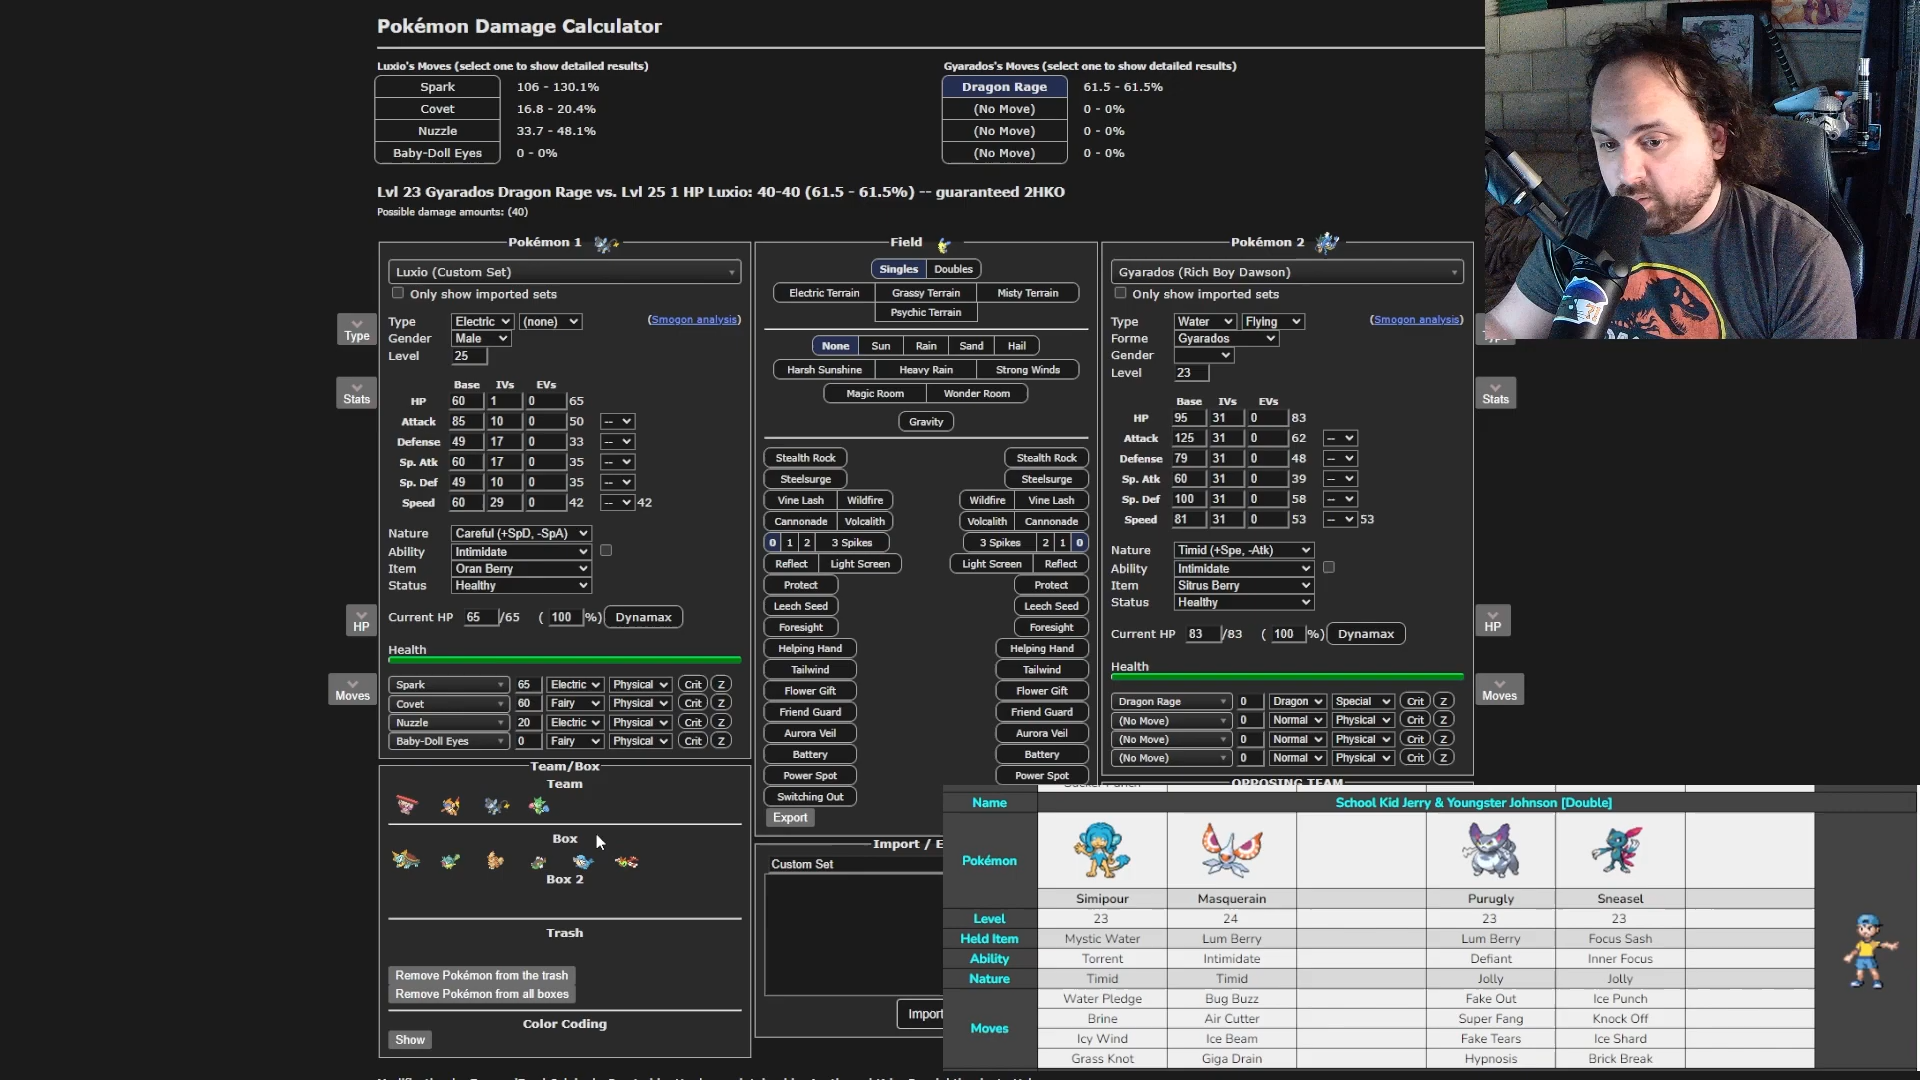 Pokémon Damage Calculator
Luxio's Moves (select one to show detailed results)
Spark 106 - 130.1%
Covet 16.8 - 20.4%
Nuzzle 33.7 - 48.1%
Baby-Doll Eyes 0 - 0%
Gyarados's Moves (select one to show detailed results)
Dragon Rage 61.5 - 61.5%
(No Move) 0 - 0%
(No Move) 0 - 0%
(No Move) 0 - 0%
Lvl 23 Gyarados Dragon Rage vs. Lvl 25 1 HP Luxio: 40-40 (61.5 - 61.5%) -- guaranteed 2HKO
Possible damage amounts: (40)
Pokémon 1
Luxio (Custom Set)
Only show imported sets
Type Electric (none) (Smogon analysis)
Gender Male
Level 25
Base IVs EVs
HP 60 1 0 65
Attack 85 10 0 50 --
Defense 49 17 0 33 --
Sp. Atk 60 17 0 35 --
Sp. Def 49 10 0 35 --
Speed 60 29 0 42 -- 42
Nature Careful (+SpD, -SpA)
Ability Intimidate
Item Oran Berry
Status Healthy
Current HP 65 /65 ( 100 %) Dynamax
Health
Spark 65 Electric Physical Crit Z
Covet 60 Fairy Physical Crit Z
Nuzzle 20 Electric Physical Crit Z
Baby-Doll Eyes 0 Fairy Physical Crit Z
Type
Stats
HP
Moves
Team/Box
Team
Box
Box 2
Trash
Remove Pokémon from the trash
Remove Pokémon from all boxes
Color Coding
Show
Field
Singles Doubles
Electric Terrain Grassy Terrain Misty Terrain
Psychic Terrain
None Sun Rain Sand Hail
Harsh Sunshine Heavy Rain Strong Winds
Magic Room Wonder Room
Gravity
Stealth Rock Stealth Rock
Steelsurge Steelsurge
Vine Lash Wildfire Wildfire Vine Lash
Cannonade Volcalith Volcalith Cannonade
0 1 2 3 Spikes 3 Spikes 2 1 0
Reflect Light Screen Light Screen Reflect
Protect Protect
Leech Seed Leech Seed
Foresight Foresight
Helping Hand Helping Hand
Tailwind Tailwind
Flower Gift Flower Gift
Friend Guard Friend Guard
Aurora Veil Aurora Veil
Battery Battery
Power Spot Power Spot
Switching Out
Export
Import / E
Custom Set
Import
Pokémon 2
Gyarados (Rich Boy Dawson)
Only show imported sets
Type Water Flying (Smogon analysis)
Forme Gyarados
Gender
Level 23
Base IVs EVs
HP 95 31 0 83
Attack 125 31 0 62 --
Defense 79 31 0 48 --
Sp. Atk 60 31 0 39 --
Sp. Def 100 31 0 58 --
Speed 81 31 0 53 -- 53
Nature Timid (+Spe, -Atk)
Ability Intimidate
Item Sitrus Berry
Status Healthy
Current HP 83 /83 ( 100 %) Dynamax
Health
Dragon Rage 0 Dragon Special Crit Z
(No Move) 0 Normal Physical Crit Z
(No Move) 0 Normal Physical Crit Z
(No Move) 0 Normal Physical Crit Z
Stats
HP
Moves
OPPOSING TEAM
Name School Kid Jerry & Youngster Johnson [Double]
Pokémon
Simipour Masquerain Purugly Sneasel
Level 23 24 23 23
Held Item Mystic Water Lum Berry Lum Berry Focus Sash
Ability Torrent Intimidate Defiant Inner Focus
Nature Timid Timid Jolly Jolly
Moves
Water Pledge Bug Buzz Fake Out Ice Punch
Brine Air Cutter Super Fang Knock Off
Icy Wind Ice Beam Fake Tears Ice Shard
Grass Knot Giga Drain Hypnosis Brick Break